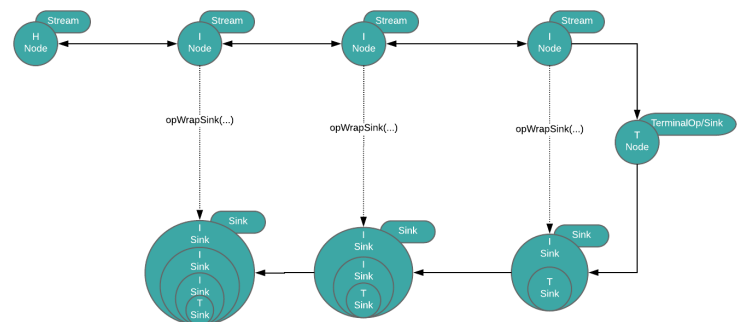 Stream
H
Node
Stream
I
Node
Stream
I
Node
Stream
I
Node
TerminalOp/Sink
T
Node
opWrapSink(...)
opWrapSink(...)
opWrapSink(...)
Sink
I
Sink
I
Sink
I
Sink
T
Sink
Sink
I
Sink
I
Sink
T
Sink
Sink
I
Sink
T
Sink